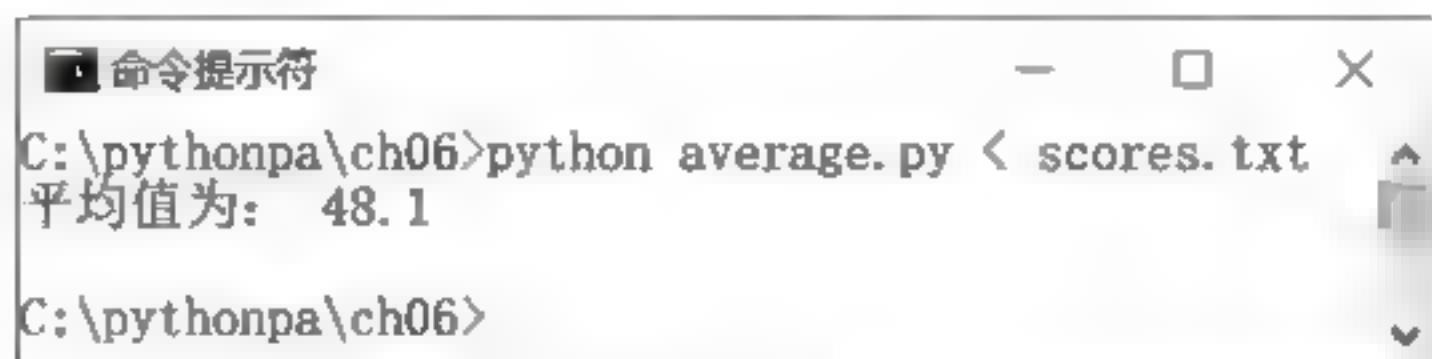 命令提示符
C:\pythonpa\ch06>python average.py < scores.txt
平均值为： 48.1
C:\pythonpa\ch06>